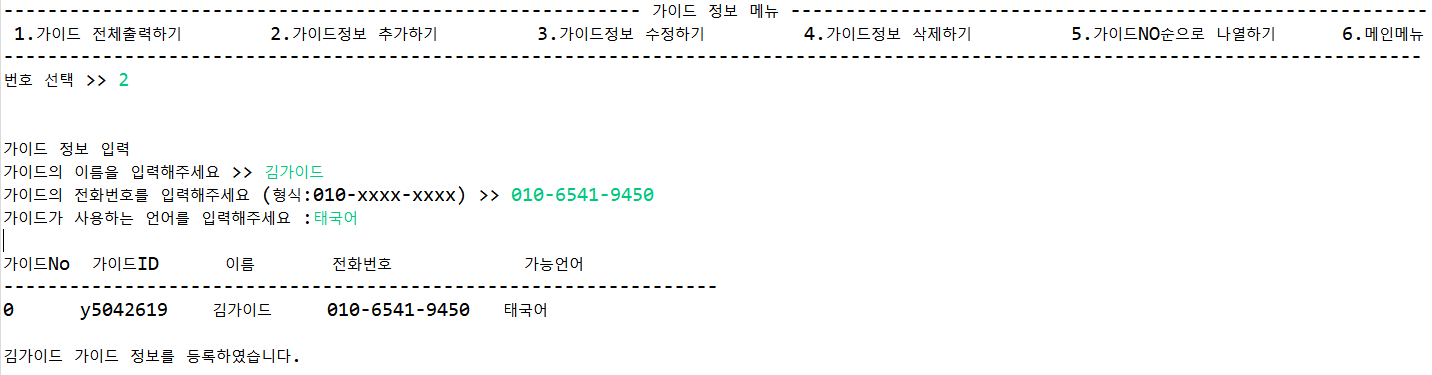 ---------------------------------------------------------- 가이드 정보 메뉴 ----------------------------------------------------------
1.가이드 전체출력하기 2.가이드정보 추가하기 3.가이드정보 수정하기 4.가이드정보 삭제하기 5.가이드NO순으로 나열하기 6.메인메뉴
---------------------------------------------------------------------------------------------------------------------------------
번호 선택 >> 2
가이드 정보 입력
가이드의 이름을 입력해주세요 >> 김가이드
가이드의 전화번호를 입력해주세요 (형식:010-xxxx-xxxx) >> 010-6541-9450
가이드가 사용하는 언어를 입력해주세요 :태국어
가이드No 가이드ID 이름 전화번호 가능언어
-----------------------------------------------------------------
0 y5042619 김가이드 010-6541-9450 태국어
김가이드 가이드 정보를 등록하였습니다.